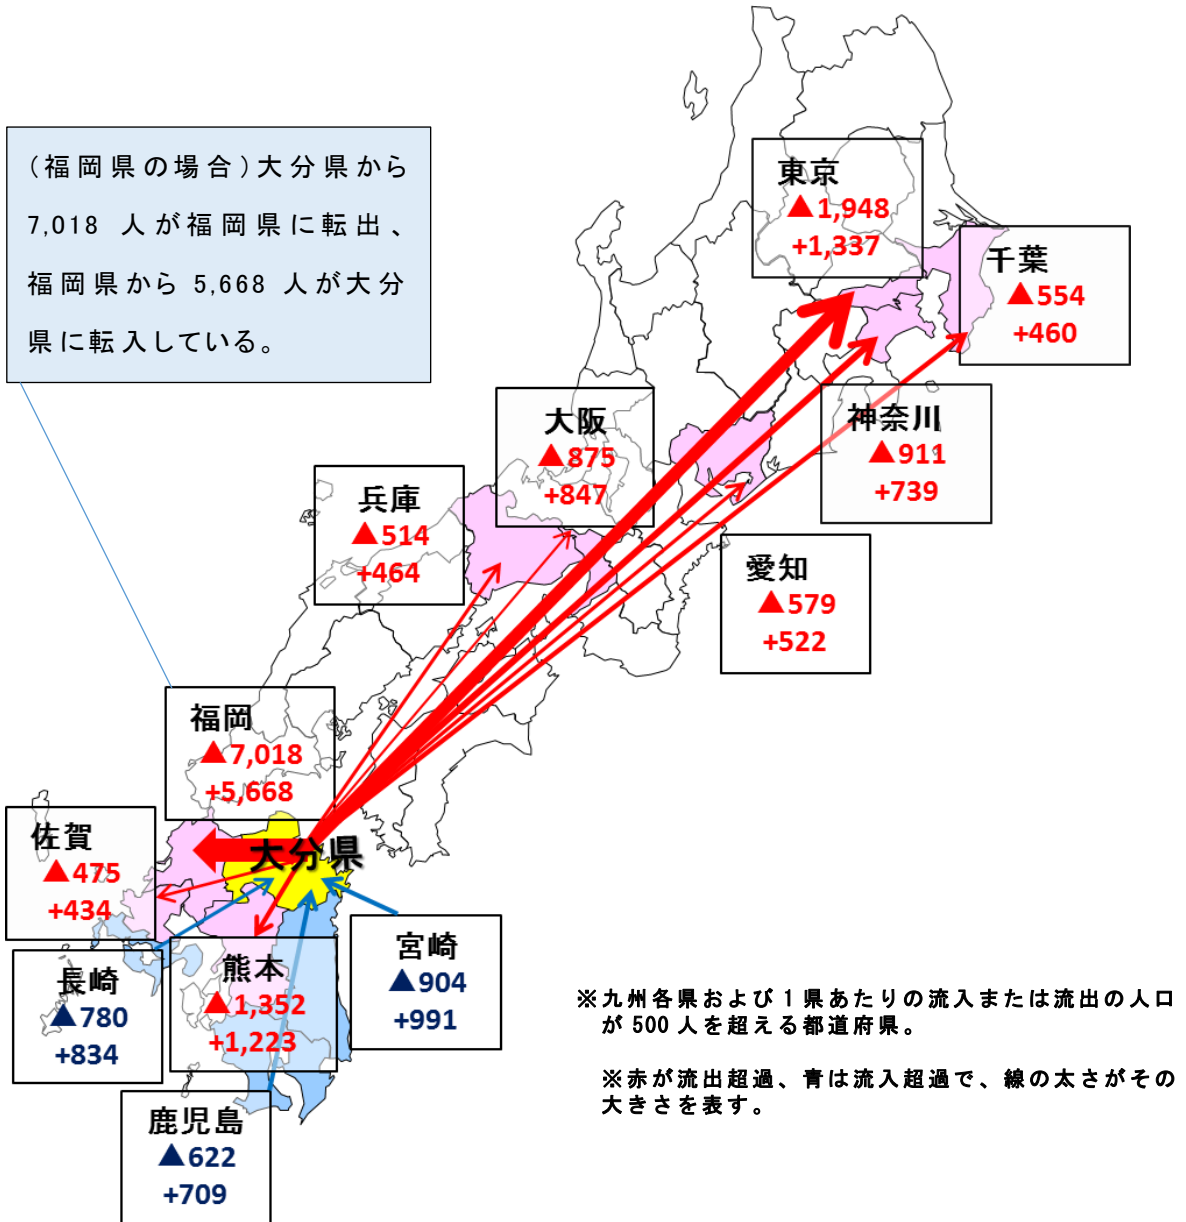 (福岡県の場合)大分県から
7,018 人が福岡県に転出、
福岡県から 5,668 人が大分
県に転入している。
東京
▲1,948
+1,337
千葉
▲554
+460
神奈川
▲911
+739
大阪
▲875
+847
兵庫
▲514
+464
愛知
▲579
+522
福岡
▲7,018
+5,668
大分県
佐賀
▲475
+434
長崎
▲780
+834
熊本
▲1,352
+1,223
宮崎
▲904
+991
鹿児島
▲622
+709
※九州各県および1県あたりの流入または流出の人口
が 500 人を超える都道府県。
※赤が流出超過、青は流入超過で、線の太さがその
大きさを表す。